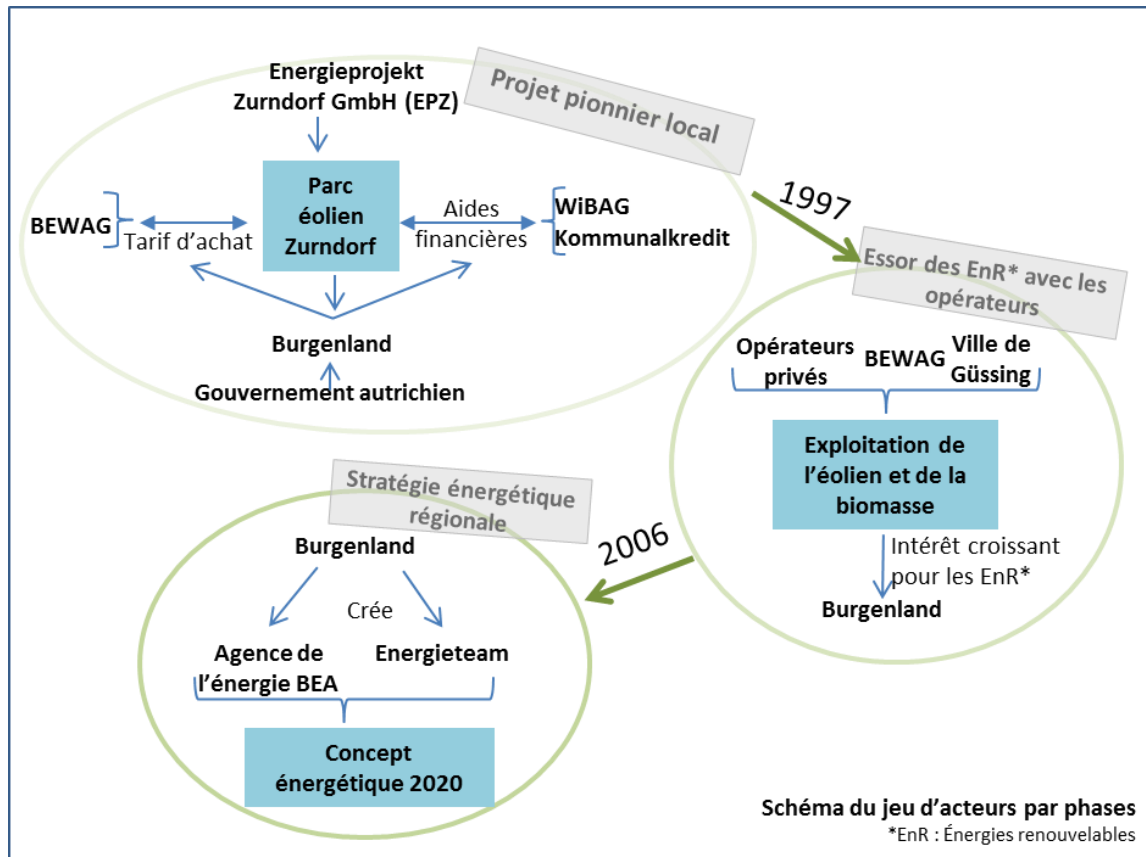 Projet pionnier local
Energieprojekt
Zurndorf GmbH (EPZ)
Parc
éolien
Zurndorf
BEWAG
Tarif d'achat
Aides
financières
WiBAG
Kommunalkredit
Burgenland
Gouvernement autrichien
1997
Essor des EnR* avec les
opérateurs
Opérateurs
privés
BEWAG
Ville de
Güssing
Exploitation de
l'éolien et de la
biomasse
Intérêt croissant
pour les EnR*
Burgenland
2006
Stratégie énergétique
régionale
Burgenland
Crée
Agence de
l'énergie BEA
Energieteam
Concept
énergétique 2020
Schéma du jeu d'acteurs par phases
*EnR : Énergies renouvelables